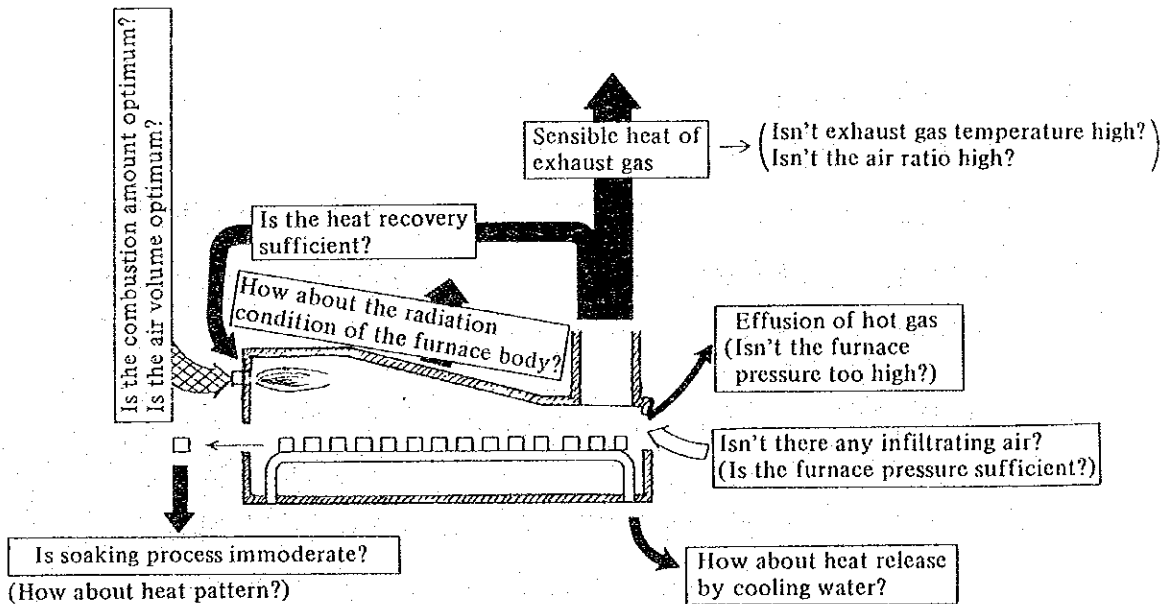 Is the combustion amount optimum?
Is the air volume optimum?
Sensible heat of
exhaust gas
Isn't exhaust gas temperature high?
Isn't the air ratio high?
Is the heat recovery
sufficient?
How about the radiation
condition of the furnace body?
Effusion of hot gas
(Isn't the furnace
pressure too high?)
Isn't there any infiltrating air?
(Is the furnace pressure sufficient?)
Is soaking process immoderate?
(How about heat pattern?)
How about heat release
by cooling water?